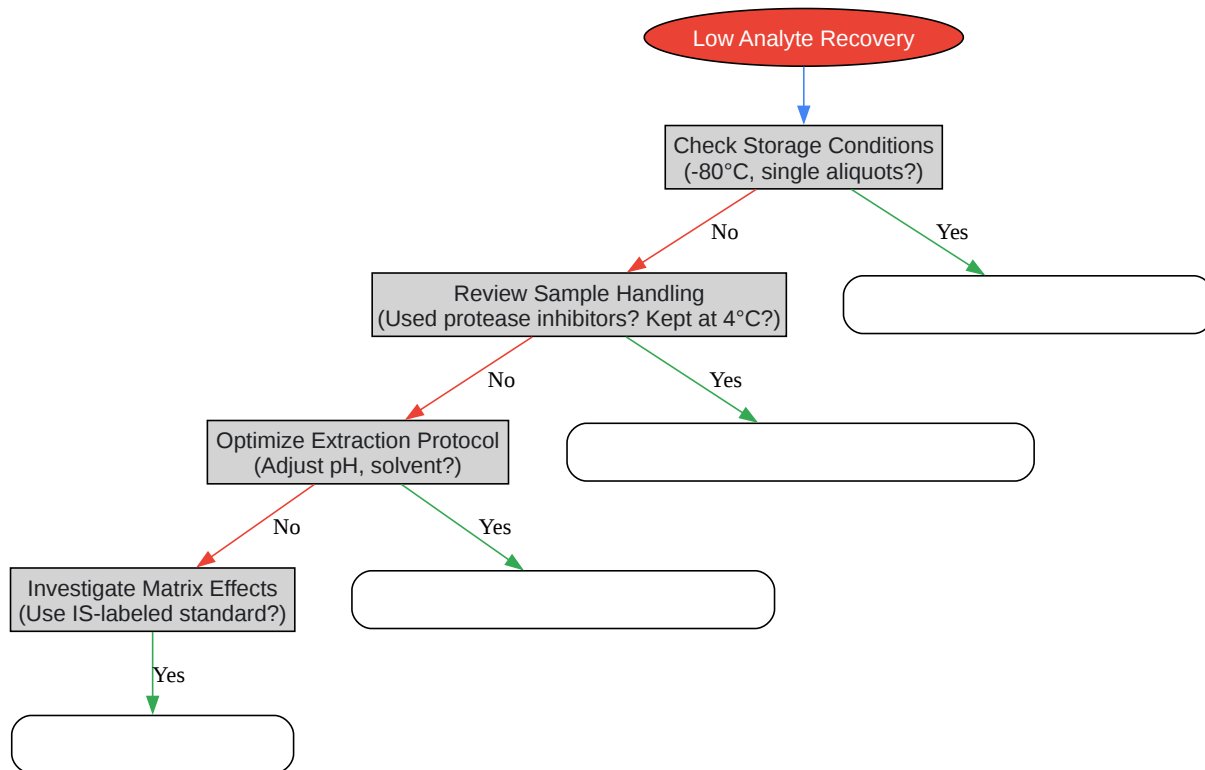 Low Analyte Recovery
Check Storage Conditions
(-80°C, single aliquots?)
No
Yes
Review Sample Handling
(Used protease inhibitors? Kept at 4°C?)
No
Yes
Optimize Extraction Protocol
(Adjust pH, solvent?)
No
Yes
Investigate Matrix Effects
(Use IS-labeled standard?)
Yes